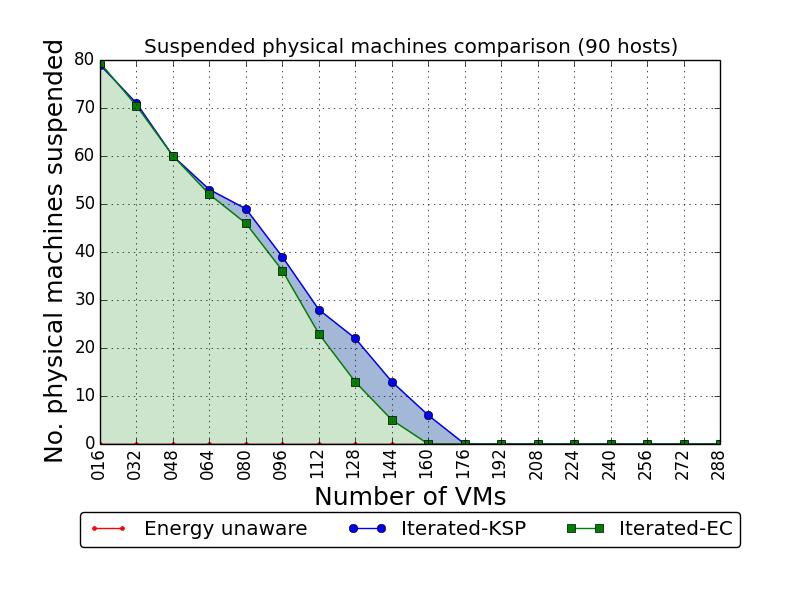 Suspended physical machines comparison (90 hosts)
No. physical machines suspended
80
70
60
50
40
30
20
10
0
016 032 048 064 080 096 112 128 144 160 176 192 208 224 240 256 272 288
Number of VMs
Energy unaware Iterated-KSP Iterated-EC